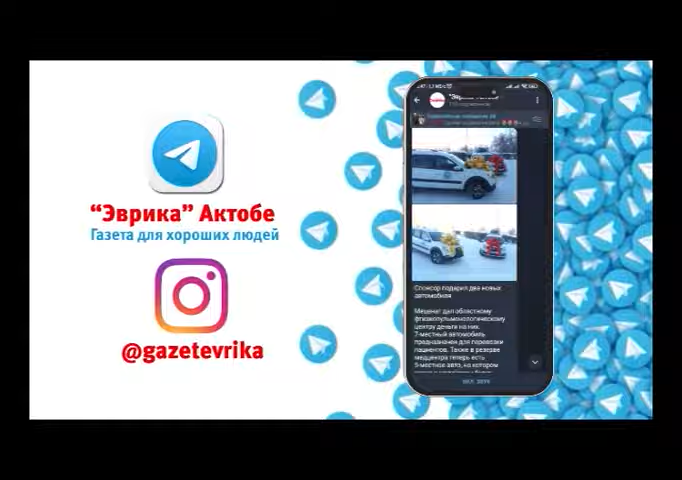 "Эврика" Актобе
Газета для хороших людей
@gazetevrika
Спонсор подарил два новых
автомобиля
Меценат дал областному
фтизиопульмонологическому
центру деньги на них.
7-местный автомобиль
предназначен для перевозки
пациентов. Также в резерве
медцентра теперь есть
9-местное авто, на котором